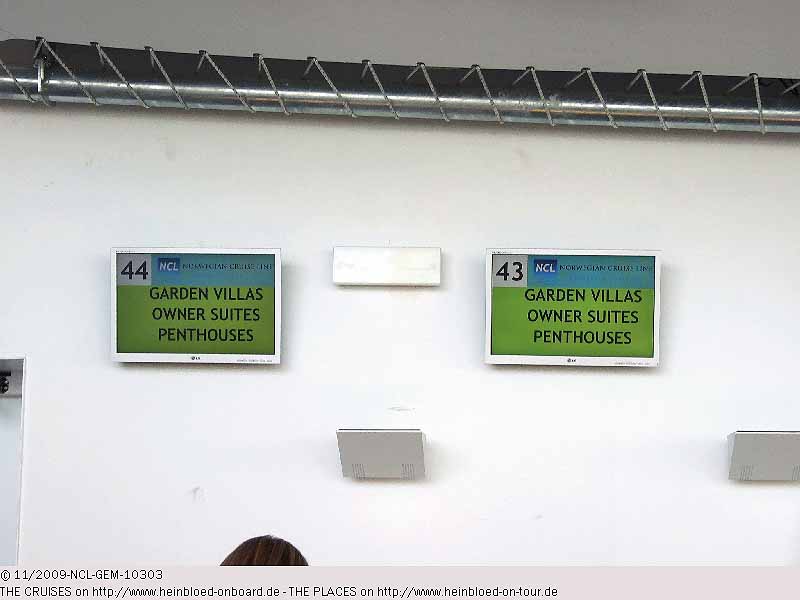 44 NCL NORWEGIAN CRUISE LINE
GARDEN VILLAS
OWNER SUITES
PENTHOUSES
LG
43 NCL NORWEGIAN CRUISE LINE
GARDEN VILLAS
OWNER SUITES
PENTHOUSES
LG
© 11/2009-NCL-GEM-10303
THE CRUISES on http://www.heinbloed-onboard.de - THE PLACES on http://www.heinbloed-on-tour.de